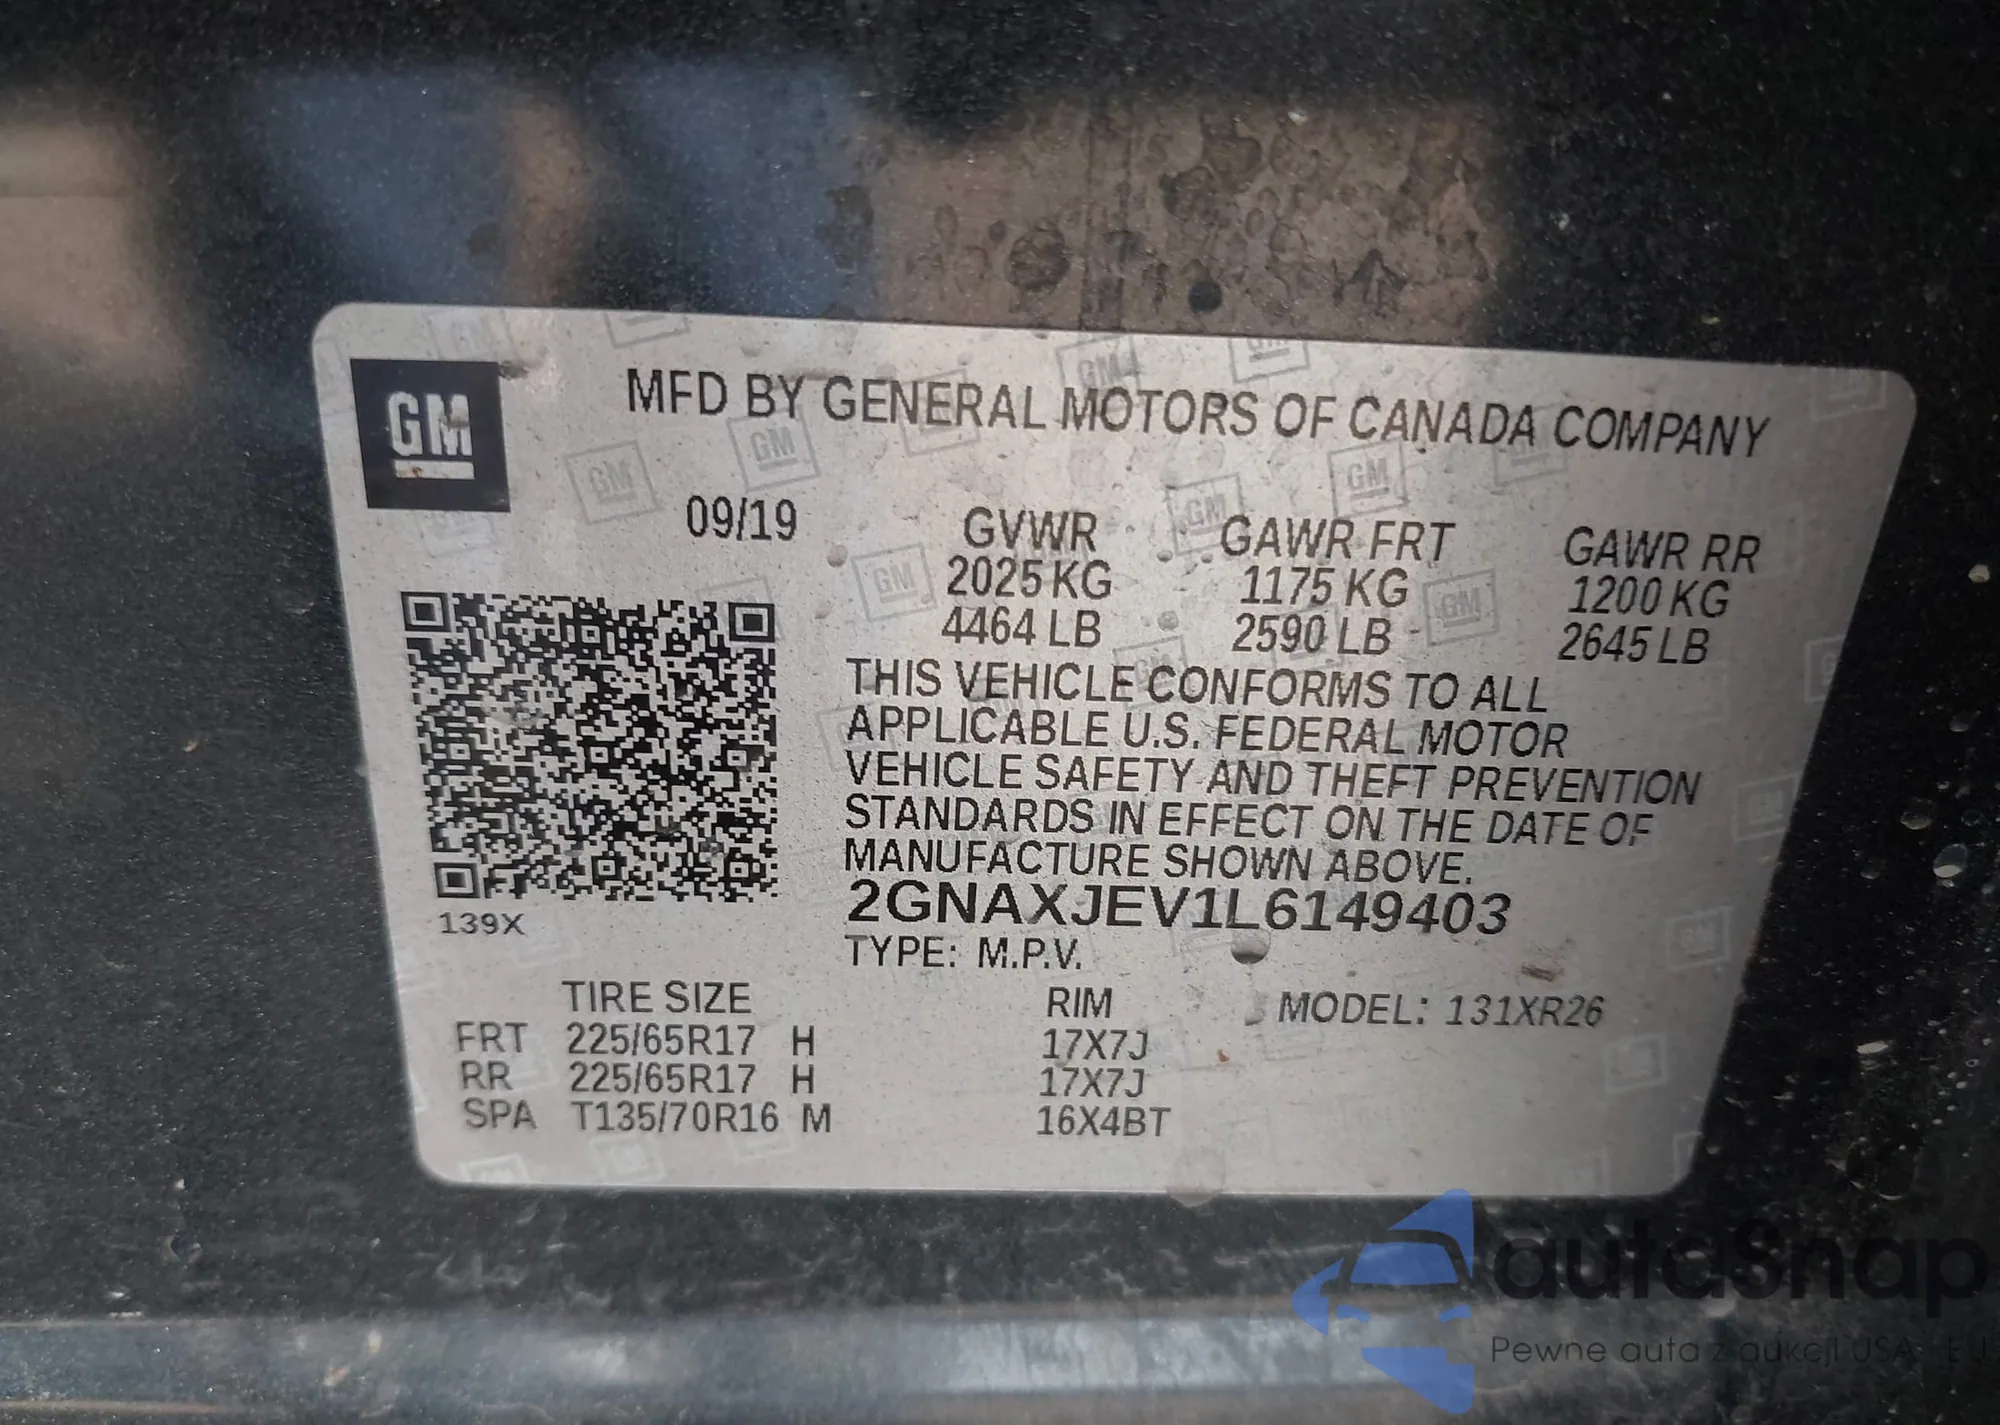 GM
MFD BY GENERAL MOTORS OF CANADA COMPANY
09/19
GVWR GAWR FRT GAWR RR
2025 KG 1175 KG 1200 KG
4464 LB 2590 LB 2645 LB
THIS VEHICLE CONFORMS TO ALL
APPLICABLE U.S. FEDERAL MOTOR
VEHICLE SAFETY AND THEFT PREVENTION
STANDARDS IN EFFECT ON THE DATE OF
MANUFACTURE SHOWN ABOVE.
2GNAXJEV1L6149403
139X
TYPE: M.P.V.
TIRE SIZE RIM MODEL: 131XR26
FRT 225/65R17 H 17X7J
RR 225/65R17 H 17X7J
SPA T135/70R16 M 16X4BT
autoSnap
Pewne auta z aukcji USA i EU